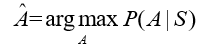 Â = arg max P(A | S)
A